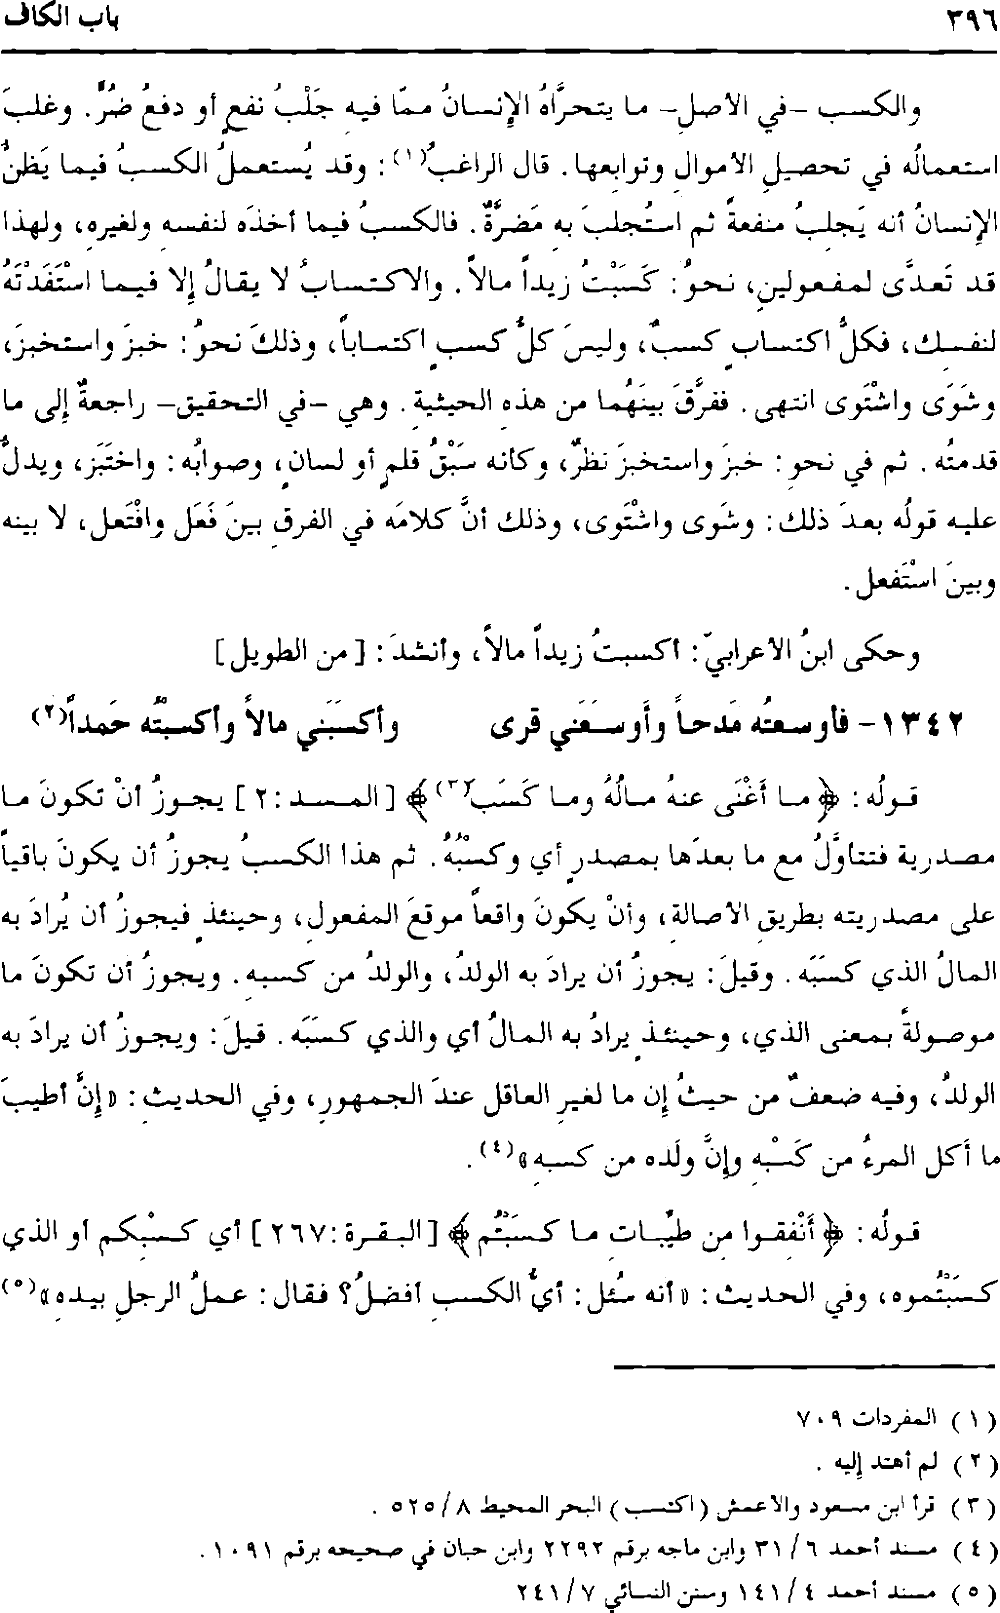 ٣٩٦ باب الكاف
والكسب -في الأصلِ- ما يتحرَّاهُ الإنسانُ ممّا فيهِ جَلْبُ نفعٍ أو دفعُ ضُرٍّ. وغلبَ
استعمالُه في تحصيلِ الأموالِ وتوابعها. قال الراغبُ(١): وقد يُستعملُ الكسبُ فيما يَظنُّ
الإنسانُ أنه يَجلِبُ منفعةً ثم استُجلبَ بهِ مَضرَّةٌ. فالكسبُ فيما أخذَه لنفسهِ ولغيرهِ، ولهذا
قد تَعدَّى لمفعولينِ، نحوُ: كَسَبْتُ زيداً مالاً. والاكتسابُ لا يقالُ إلا فيما اسْتَفَدْتَهُ
لنفسِك، فكلُّ اكتسابٍ كسبٌ، وليسَ كلُّ كسبٍ اكتساباً، وذلكَ نحوُ: خبزَ واستخبزَ،
وشَوَى واشْتَوى انتهى. ففرَّقَ بينَهُما من هذهِ الحيثيةِ. وهي -في التحقيقِ- راجعةٌ إلى ما
قدمتُه. ثم في نحوِ: خبزَ واستخبزَ نظرٌ، وكأنه سَبْقُ قلمٍ أو لسانٍ، وصوابُه: واختَبَز، ويدلُّ
عليه قولُه بعدَ ذلك: وشَوى واشْتَوى، وذلك أنَّ كلامَه في الفرقِ بينَ فَعَل وافْتَعل، لا بينه
وبينَ اسْتَفعل.
وحكى ابنُ الأعرابيّ: أكسبتُ زيداً مالاً، وأنشدَ: [من الطويل]
١٣٤٢- فأوسعتُه مَدحاً وأَوسَعَني قرى وأكسَبَني مالاً وأكسبْتُه حَمداً(٢)
قولُه: ﴿ما أَغْنَى عنهُ مالُهُ وما كَسَب(٣)﴾ [المسد:٢] يجوزُ أنْ تكونَ ما
مصدرية فتتاوَّلُ مع ما بعدَها بمصدرٍ أي وكسْبُهُ. ثم هذا الكسبُ يجوزُ أن يكونَ باقياً
على مصدريته بطريقِ الأصالةِ، وأنْ يكونَ واقعاً موقعَ المفعولِ، وحينئذٍ فيجوزُ أن يُرادَ به
المالُ الذي كسَبَه. وقيلَ: يجوزُ أن يرادَ به الولدُ، والولدُ من كسبهِ. ويجوزُ أن تكونَ ما
موصولةً بمعنى الذي، وحينئذٍ يرادُ به المالُ أي والذي كسَبَه. قيلَ: ويجوزُ أن يرادَ به
الولدُ، وفيه ضعفٌ من حيثُ إن ما لغيرِ العاقل عندَ الجمهورِ، وفي الحديثِ: «إنَّ أطيبَ
ما أكل المرءُ من كَسْبِهِ وإنَّ ولَده من كسبهِ»(٤).
قولُه: ﴿أَنْفِقوا مِن طيِّباتِ ما كسَبْتُم﴾ [البقرة:٢٦٧] أي كسْبِكم أو الذي
كسَبْتُموه، وفي الحديث: «أنه سُئل: أيُّ الكسبِ أفضلُ؟ فقال: عملُ الرجلِ بيدهِ»(٥)
(١) المفردات ٧٠٩
(٢) لم أهتد إليه.
(٣) قرأ ابن مسعود والأعمش (اكتسب) البحر المحيط ٨/٥٢٥.
(٤) مسند أحمد ٦/٣١ وابن ماجه برقم ٢٢٩٢ وابن حبان في صحيحه برقم ١٠٩١.
(٥) مسند أحمد ٤/١٤١ وسنن النسائي ٧/٢٤١